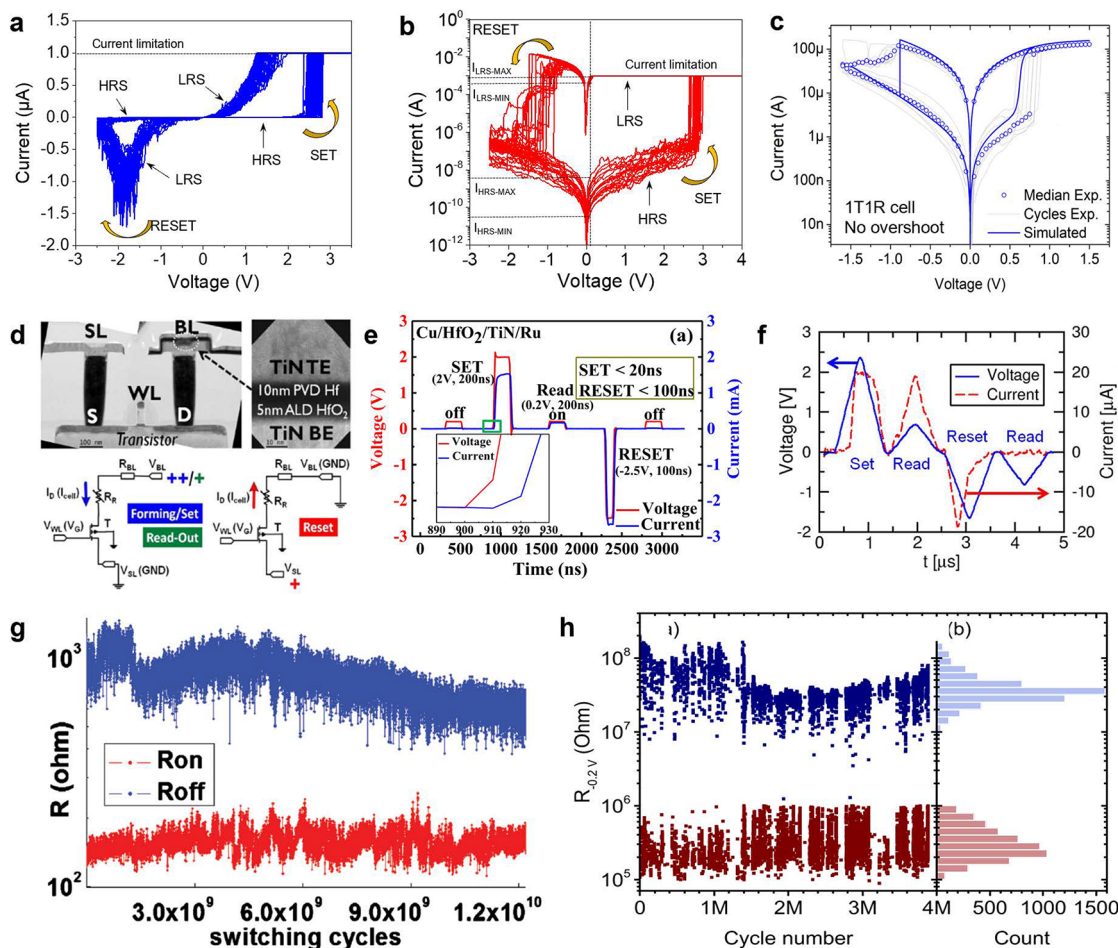 a
Current limitation
HRS
LRS
HRS
SET
LRS
RESET
Current (µA)
1.5
1.0
0.5
0.0
-0.5
-1.0
-1.5
-2.0
-2 -1 0 1 2 3
Voltage (V)
b
RESET
Current limitation
I_LRS-MAX
I_LRS-MIN
LRS
I_HRS-MAX
HRS
SET
I_HRS-MIN
Current (A)
10^0
10^-2
10^-4
10^-6
10^-8
10^-10
10^-12
-4 -3 -2 -1 0 1 2 3 4
Voltage (V)
c
Current (A)
100µ
10µ
1µ
100n
10n
1T1R cell
No overshoot
Median Exp.
Cycles Exp.
Simulated
-1.5 -1.0 -0.5 0.0 0.5 1.0 1.5
Voltage (V)
d
SL BL
WL
S D
100 nm Transistor
TiN TE
10nm PVD Hf
5nm ALD HfO₂
TiN BE
10 nm
R_BL V_BL ++/+
I_D (I_cell)
R_R
V_WL(V_G)
T
V_SL(GND)
Forming/Set
Read-Out
R_BL V_BL(GND)
I_D (I_cell)
R_R
V_WL(V_G)
T
V_SL
+
Reset
e
Cu/HfO₂/TiN/Ru
(a)
SET
(2V, 200ns)
SET < 20ns
RESET < 100ns
Read
(0.2V, 200ns)
off
on
off
RESET
(-2.5V, 100ns)
Voltage
Current
890 900 910 920 930
Voltage
Current
Voltage (V)
3
2
1
0
-1
-2
-3
Current (mA)
3
2
1
0
-1
-2
-3
0 500 1000 1500 2000 2500 3000
Time (ns)
f
Voltage
Current
Set
Read
Reset
Read
Voltage [V]
3
2
1
0
-1
-2
-3
Current [µA]
30
20
10
0
-10
-20
0 1 2 3 4 5
t [µs]
g
R (ohm)
10^3
10^2
Ron
Roff
3.0x10^9 6.0x10^9 9.0x10^9 1.2x10^10
switching cycles
h
a)
(b)
R_-0.2 V (Ohm)
10^8
10^7
10^6
10^5
0 1M 2M 3M 4M
Cycle number
500 1000 1500
Count